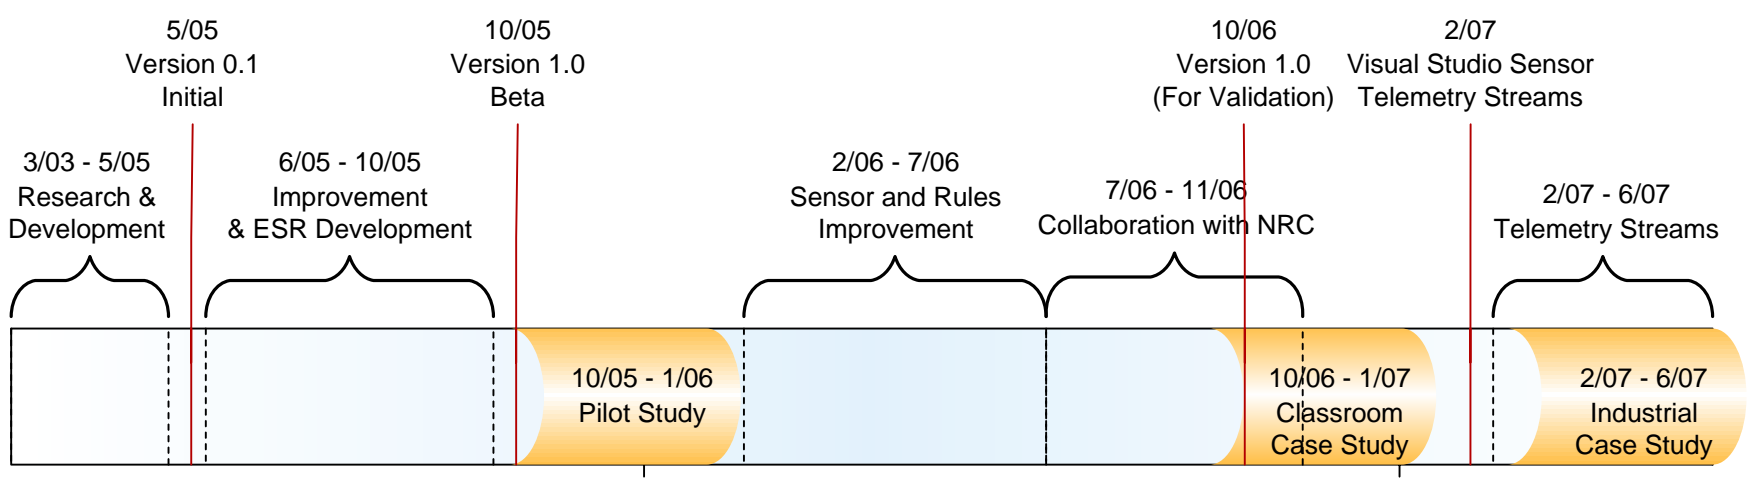 5/05
Version 0.1
Initial
10/05
Version 1.0
Beta
10/06
Version 1.0
(For Validation)
2/07
Visual Studio Sensor
Telemetry Streams
3/03 - 5/05
Research &
Development
6/05 - 10/05
Improvement
& ESR Development
2/06 - 7/06
Sensor and Rules
Improvement
7/06 - 11/06
Collaboration with NRC
2/07 - 6/07
Telemetry Streams
10/05 - 1/06
Pilot Study
10/06 - 1/07
Classroom
Case Study
2/07 - 6/07
Industrial
Case Study